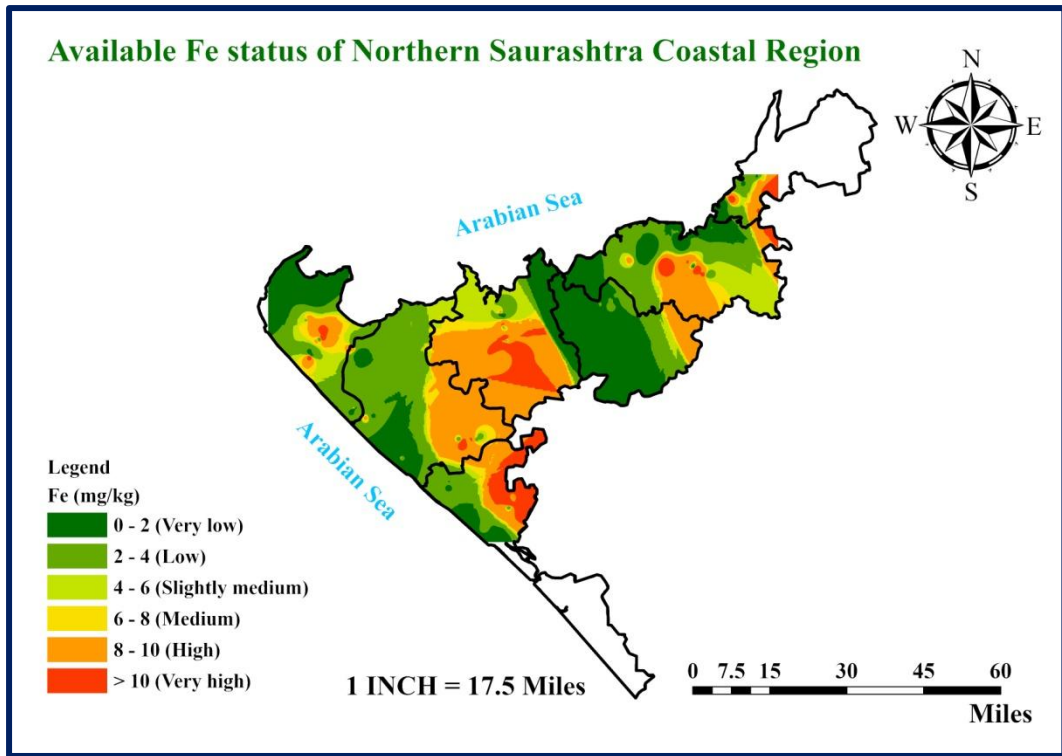 Available Fe status of Northern Saurashtra Coastal Region
N
W
E
S
Arabian Sea
Arabian Sea
Legend
Fe (mg/kg)
0 - 2 (Very low)
2 - 4 (Low)
4 - 6 (Slightly medium)
6 - 8 (Medium)
8 - 10 (High)
> 10 (Very high)
1 INCH = 17.5 Miles
0 7.5 15 30 45 60
Miles